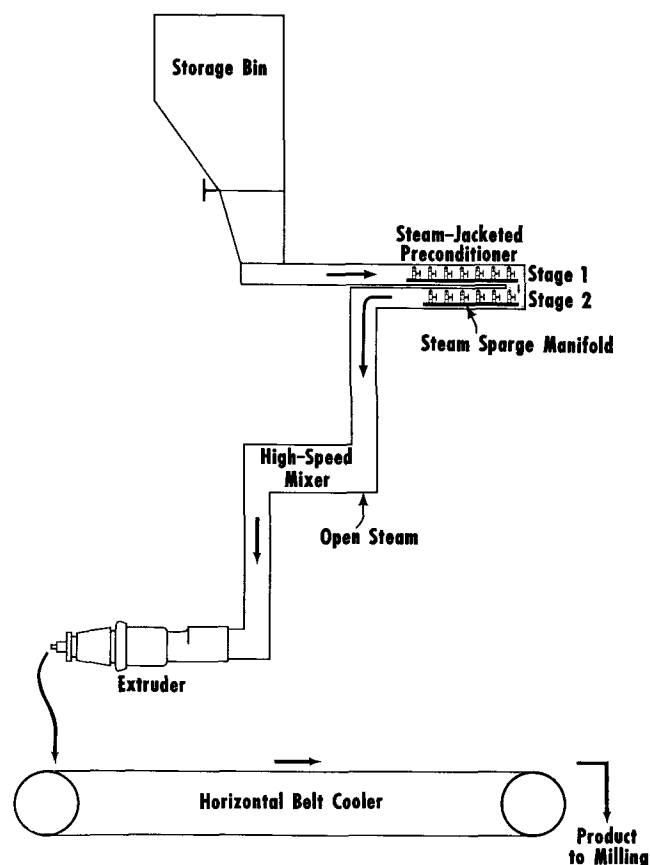 Storage Bin
Steam-Jacketed
Preconditioner
Stage 1
Stage 2
Steam Sparge Manifold
High-Speed
Mixer
Open Steam
Extruder
Horizontal Belt Cooler
Product
to Milling